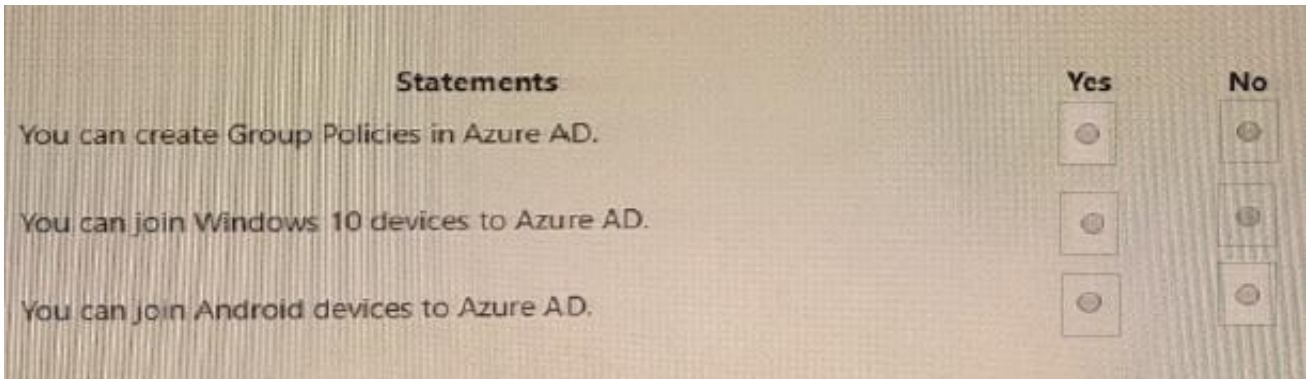 Statements Yes No
You can create Group Policies in Azure AD.
You can join Windows 10 devices to Azure AD.
You can join Android devices to Azure AD.